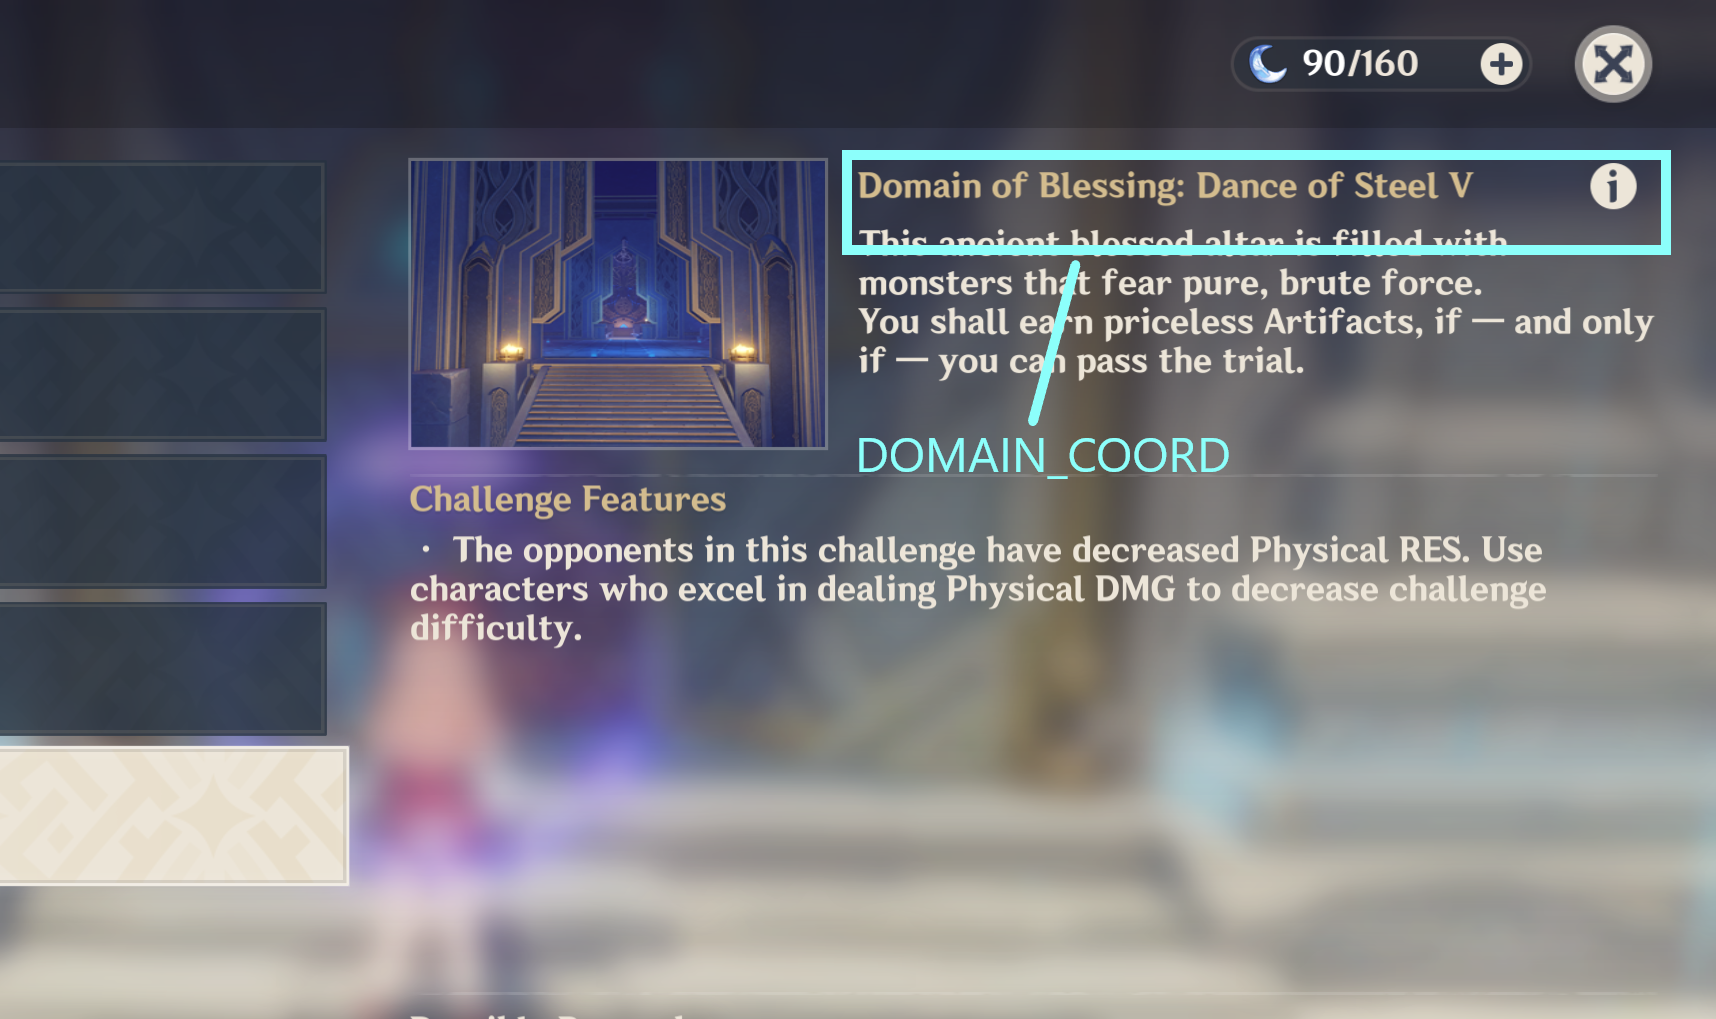 90/160
Domain of Blessing: Dance of Steel V
This ancient blessed altar is filled with
monsters that fear pure, brute force.
You shall earn priceless Artifacts, if — and only
if — you can pass the trial.
DOMAIN_COORD
Challenge Features
· The opponents in this challenge have decreased Physical RES. Use
characters who excel in dealing Physical DMG to decrease challenge
difficulty.